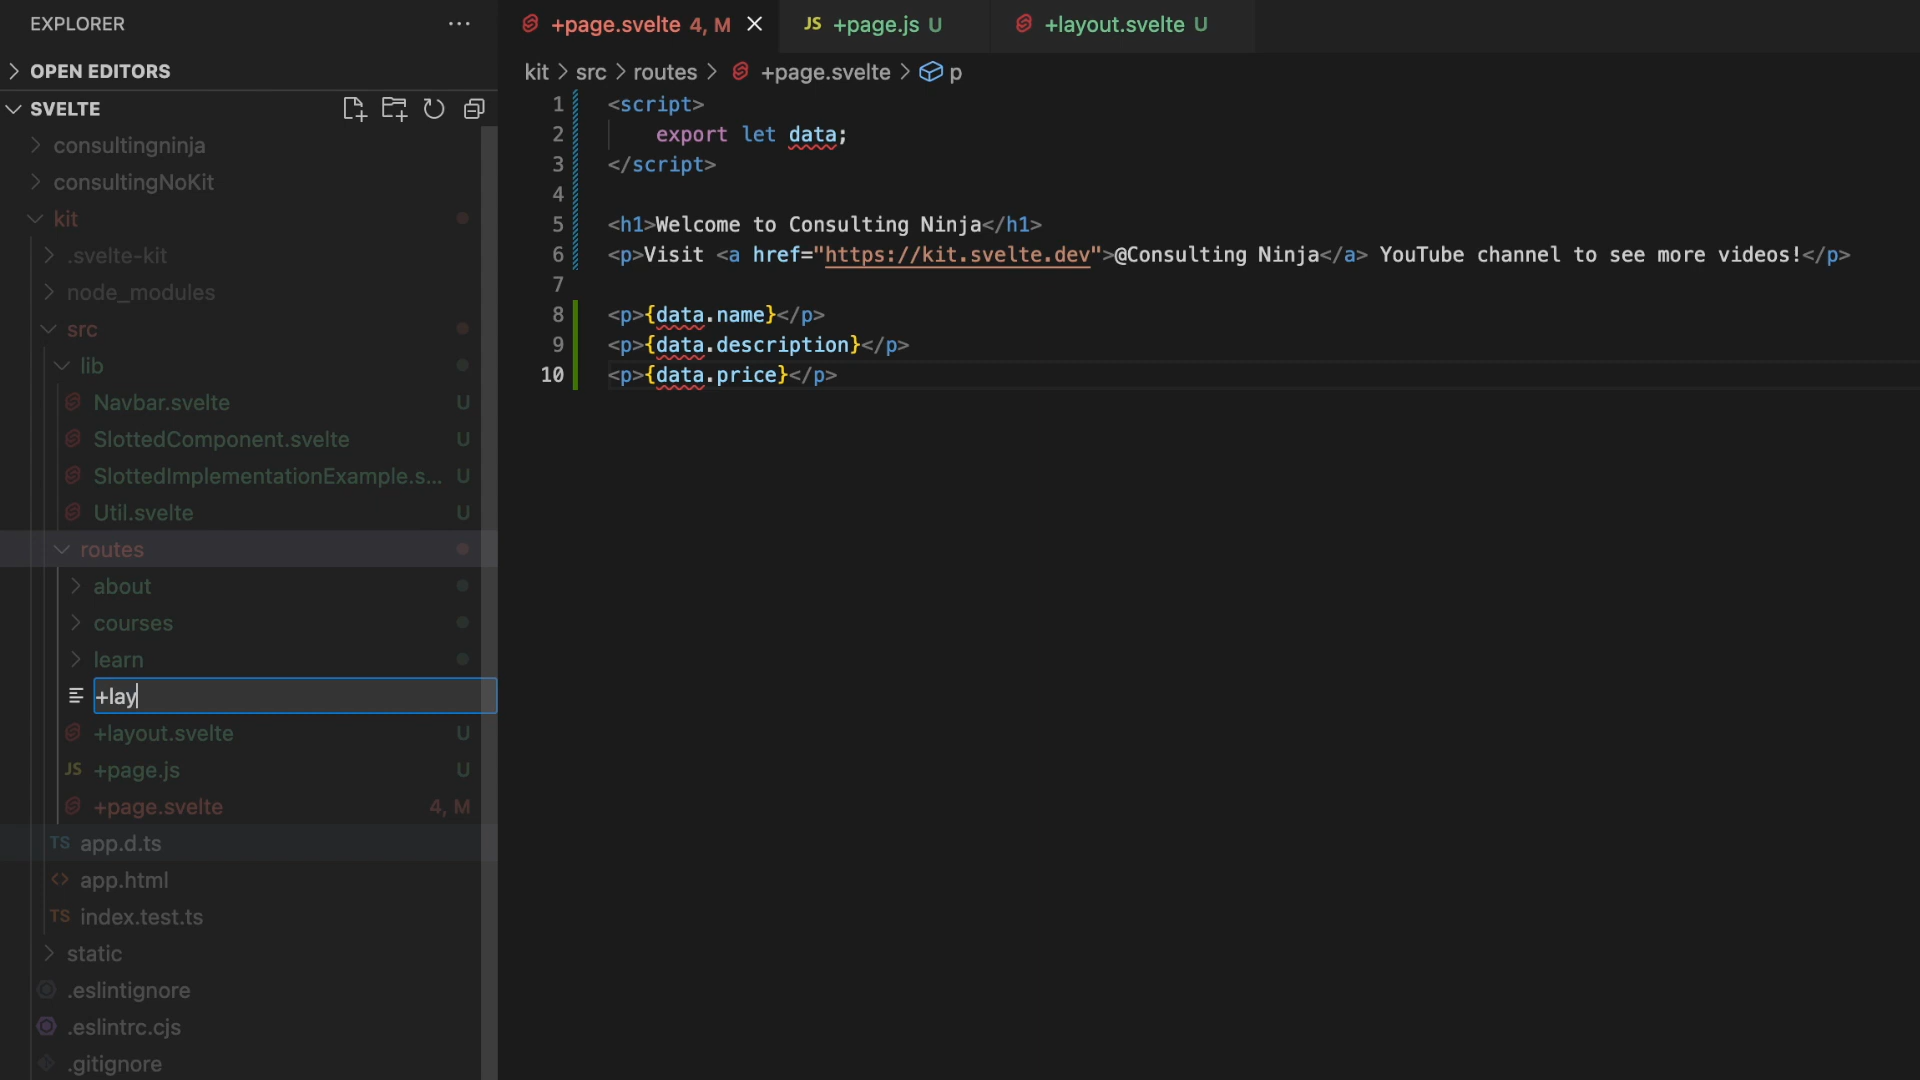 EXPLORER
OPEN EDITORS
SVELTE
consultingninja
consultingNoKit
kit
.svelte-kit
node_modules
src
lib
Navbar.svelte U
SlottedComponent.svelte U
SlottedImplementationExample.s... U
Util.svelte U
routes
about
courses
learn
+lay
+layout.svelte U
JS +page.js U
+page.svelte 4, M
TS app.d.ts
<> app.html
TS index.test.ts
static
.eslintignore
.eslintrc.cjs
.gitignore
+page.svelte 4, M
JS +page.js U
+layout.svelte U
kit > src > routes > +page.svelte > p
1 <script>
2 export let data;
3 </script>
4
5 <h1>Welcome to Consulting Ninja</h1>
6 <p>Visit <a href="https://kit.svelte.dev">@Consulting Ninja</a> YouTube channel to see more videos!</p>
7
8 <p>{data.name}</p>
9 <p>{data.description}</p>
10 <p>{data.price}</p>